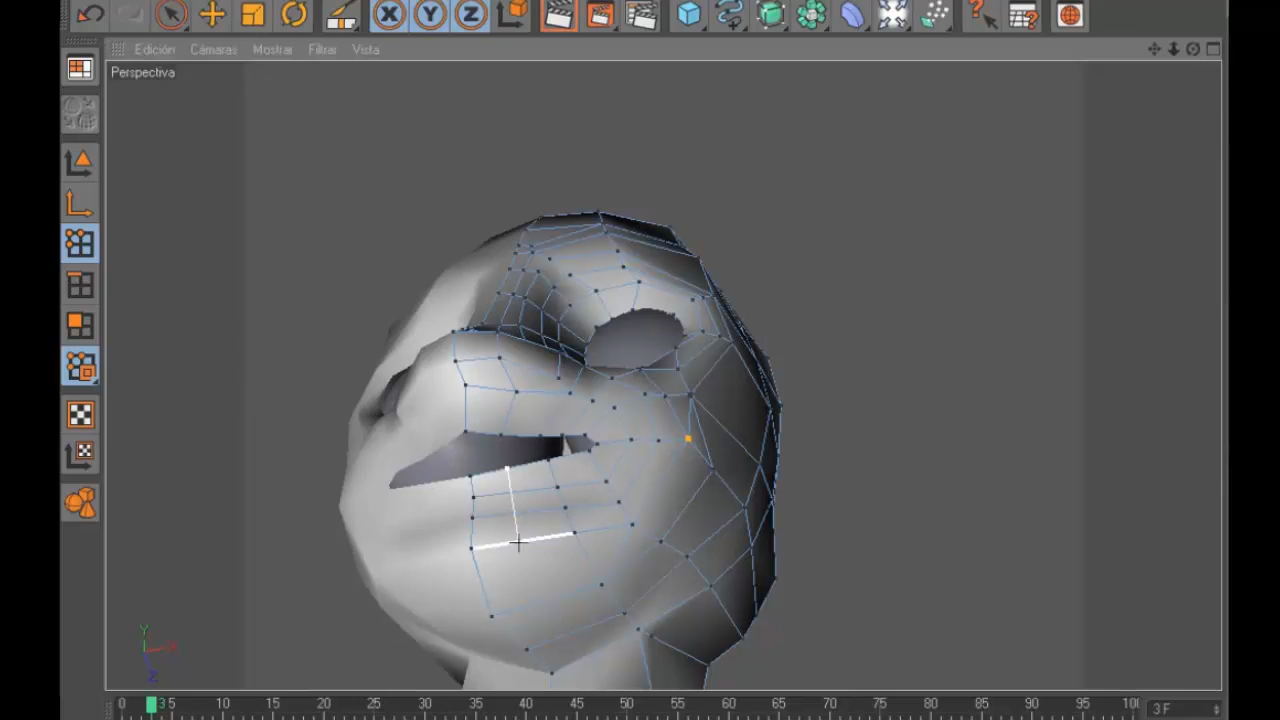 X Y Z
Edición Cámaras Mostrar Filtrar Vista
Perspectiva
Y
X
Z
0 3 5 10 15 20 25 30 35 40 45 50 55 60 65 70 75 80 85 90 95 3 F